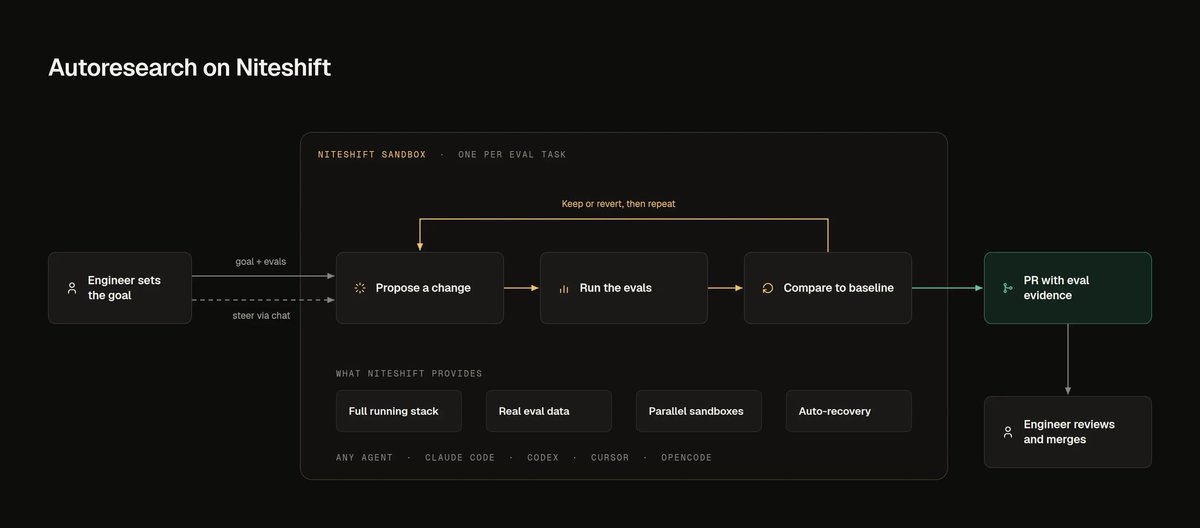 Autoresearch on Niteshift
NITESHIFT SANDBOX · ONE PER EVAL TASK
Keep or revert, then repeat
goal + evals
steer via chat
Engineer sets
the goal
Propose a change
Run the evals
Compare to baseline
PR with eval
evidence
WHAT NITESHIFT PROVIDES
Full running stack
Real eval data
Parallel sandboxes
Auto-recovery
ANY AGENT · CLAUDE CODE · CODEX · CURSOR · OPENCODE
Engineer reviews
and merges